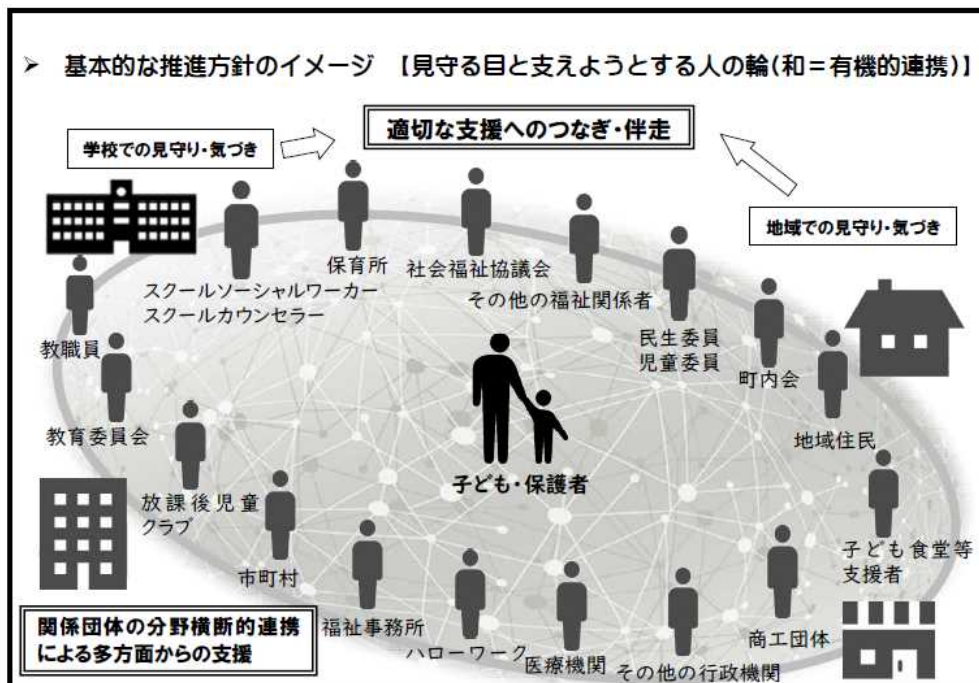 ➢ 基本的な推進方針のイメージ 【見守る目と支えようとする人の輪(和=有機的連携)】
適切な支援へのつなぎ・伴走
学校での見守り・気づき
地域での見守り・気づき
保育所
社会福祉協議会
スクールソーシャルワーカー
スクールカウンセラー
その他の福祉関係者
民生委員
児童委員
教職員
町内会
教育委員会
地域住民
子ども・保護者
放課後児童
クラブ
子ども食堂等
支援者
市町村
福祉事務所
商工団体
ハローワーク
医療機関
その他の行政機関
関係団体の分野横断的連携
による多方面からの支援